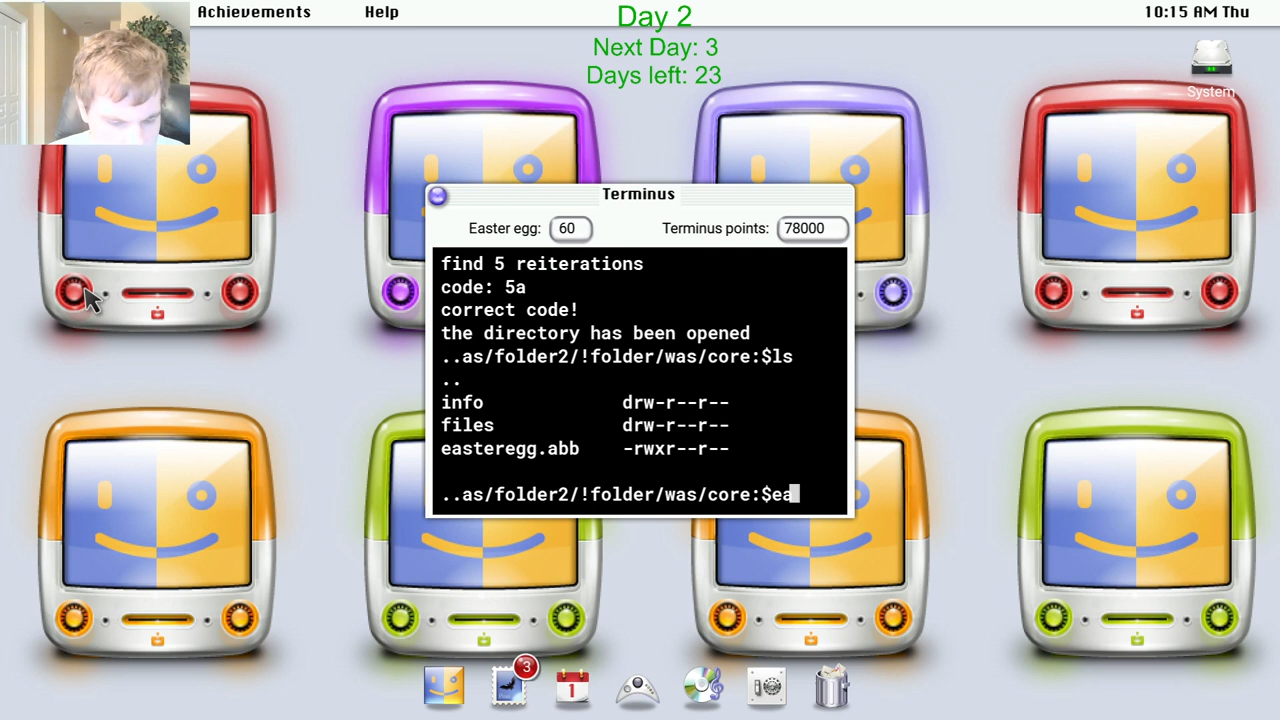 Achievements Help
10:15 AM Thu
Day 2
Next Day: 3
Days left: 23
System
Terminus
Easter egg: 60 Terminus points: 78000
find 5 reiterations
code: 5a
correct code!
the directory has been opened
..as/folder2/!folder/was/core:$ls
..
info drw-r--r--
files drw-r--r--
easteregg.abb -rwxr--r--
..as/folder2/!folder/was/core:$ea
3
1